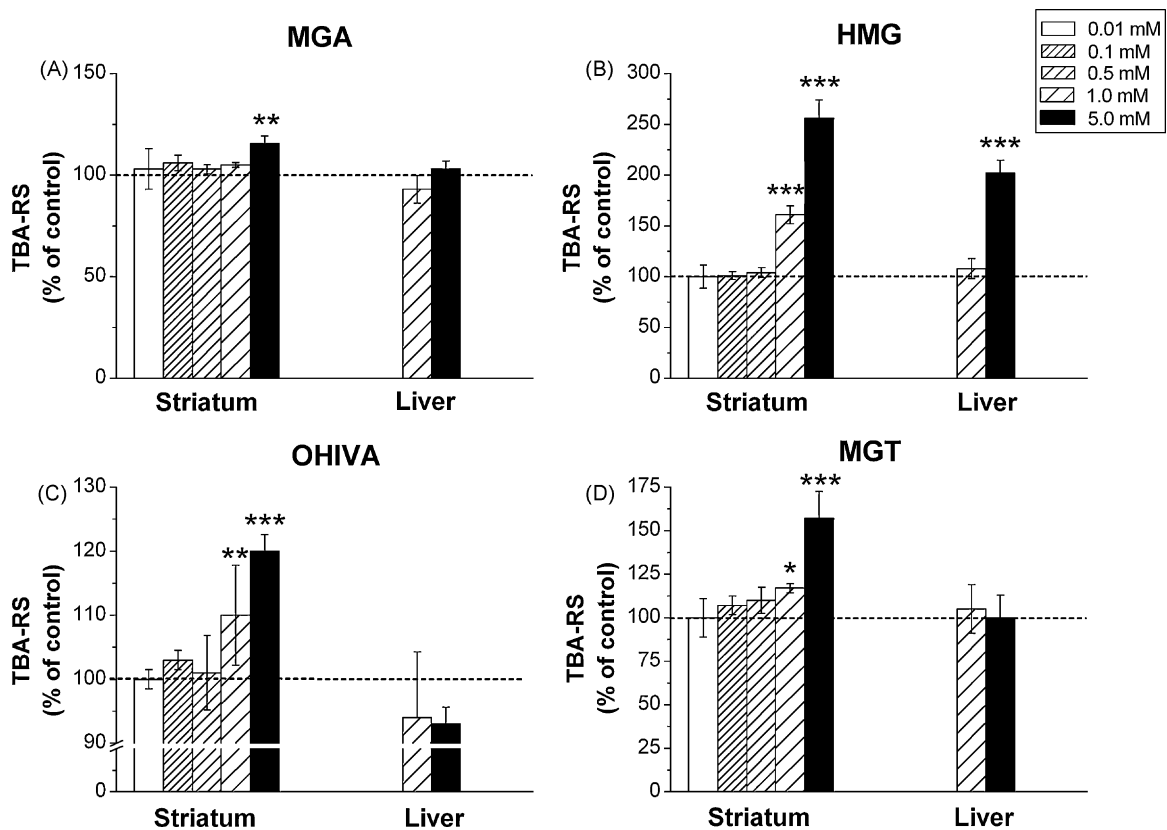 0.01 mM
0.1 mM
0.5 mM
1.0 mM
5.0 mM
MGA
(A)
150
100
50
0
TBA-RS
(% of control)
**
Striatum
Liver
HMG
(B)
300
250
200
150
100
50
0
TBA-RS
(% of control)
***
***
***
Striatum
Liver
OHIVA
(C)
130
120
110
100
90
0
TBA-RS
(% of control)
**
***
Striatum
Liver
MGT
(D)
175
150
125
100
75
50
25
0
TBA-RS
(% of control)
*
***
Striatum
Liver